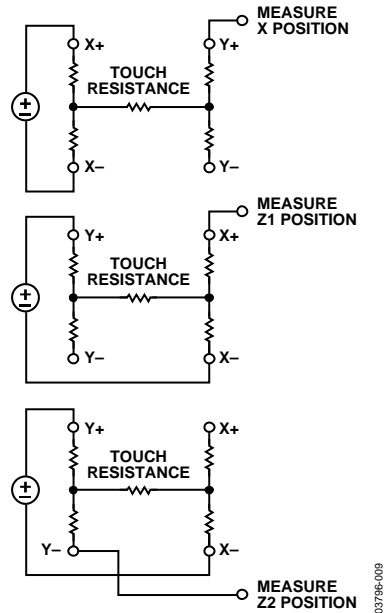 MEASURE
X POSITION
X+
Y+
TOUCH
RESISTANCE
±
X–
Y–
MEASURE
Z1 POSITION
Y+
X+
TOUCH
RESISTANCE
±
Y–
X–
Y+
X+
TOUCH
RESISTANCE
±
Y–
X–
MEASURE
Z2 POSITION
03796-009